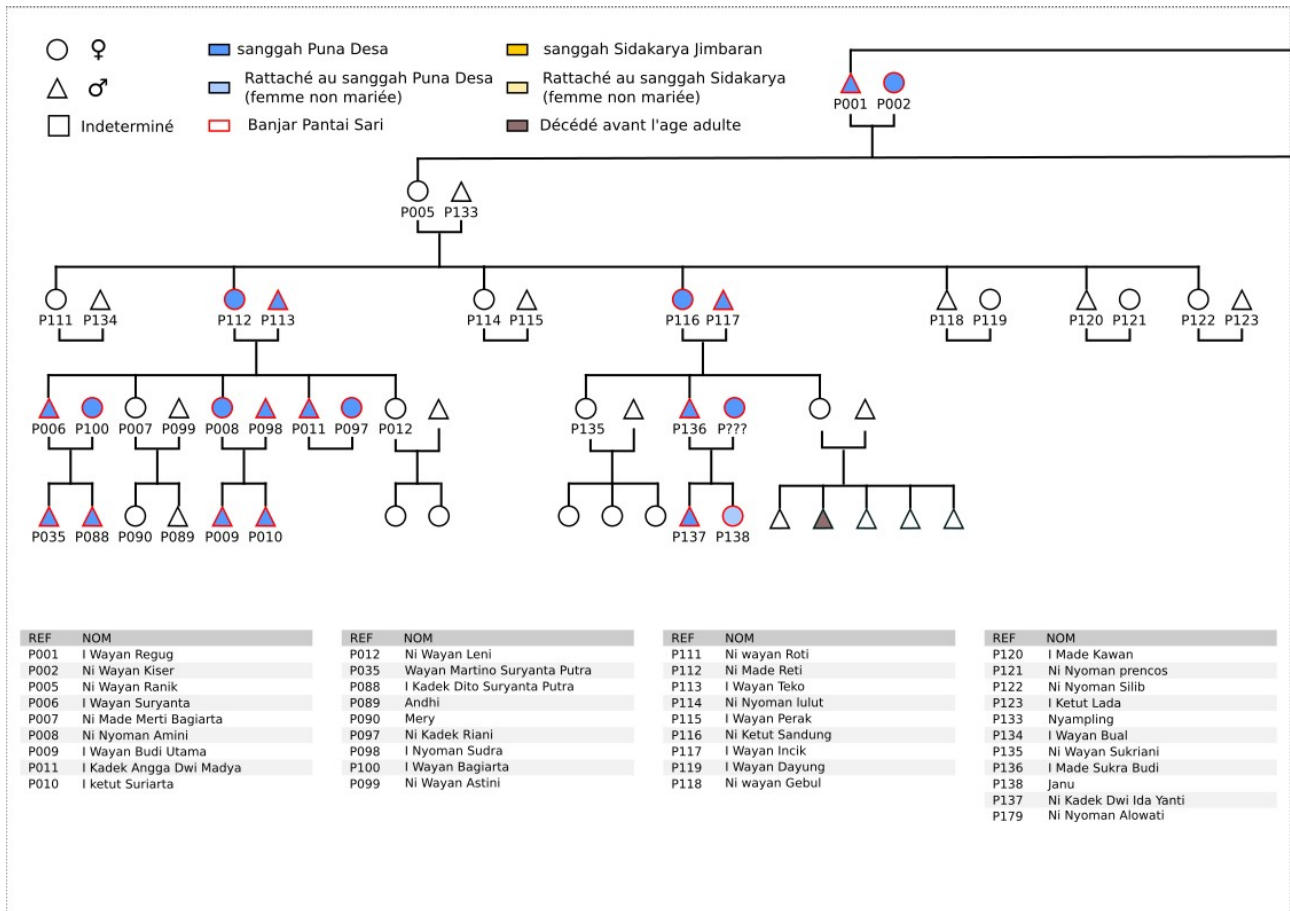 ♀ sanggah Puna Desa sanggah Sidakarya Jimbaran
♂ Rattaché au sanggah Puna Desa Rattaché au sanggah Sidakarya
(femme non mariée) (femme non mariée)
Indeterminé Banjar Pantai Sari Décédé avant l'age adulte
P001 P002
P005 P133
P111 P134 P112 P113 P114 P115 P116 P117 P118 P119 P120 P121 P122 P123
P006 P100 P007 P099 P008 P098 P011 P097 P012 P135 P136 P???
P035 P088 P090 P089 P009 P010 P137 P138
REF NOM
P001 I Wayan Regug
P002 Ni Wayan Kiser
P005 Ni Wayan Ranik
P006 I Wayan Suryanta
P007 Ni Made Merti Bagiarta
P008 Ni Nyoman Amini
P009 I Wayan Budi Utama
P011 I Kadek Angga Dwi Madya
P010 I ketut Suriarta
REF NOM
P012 Ni Wayan Leni
P035 Wayan Martino Suryanta Putra
P088 I Kadek Dito Suryanta Putra
P089 Andhi
P090 Mery
P097 Ni Kadek Riani
P098 I Nyoman Sudra
P100 I Wayan Bagiarta
P099 Ni Wayan Astini
REF NOM
P111 Ni wayan Roti
P112 Ni Made Reti
P113 I Wayan Teko
P114 Ni Nyoman lulut
P115 I Wayan Perak
P116 Ni Ketut Sandung
P117 I Wayan Incik
P119 I Wayan Dayung
P118 Ni wayan Gebul
REF NOM
P120 I Made Kawan
P121 Ni Nyoman prencos
P122 Ni Nyoman Silib
P123 I Ketut Lada
P133 Nyampling
P134 I Wayan Bual
P135 Ni Wayan Sukriani
P136 I Made Sukra Budi
P138 Janu
P137 Ni Kadek Dwi Ida Yanti
P179 Ni Nyoman Alowati